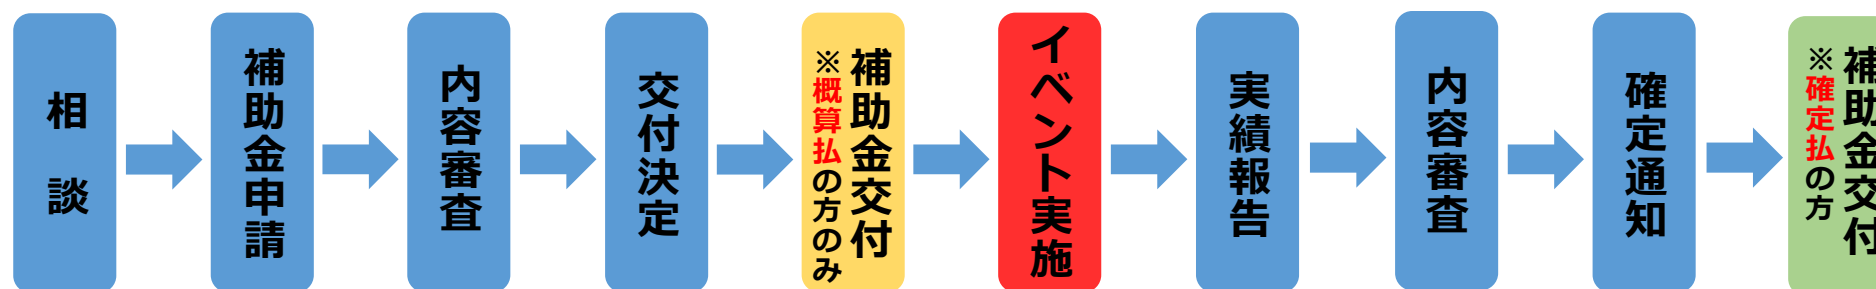 相談
補助金申請
内容審査
交付決定
補助金交付
※概算払の方のみ
イベント実施
実績報告
内容審査
確定通知
補助金交付
※確定払の方